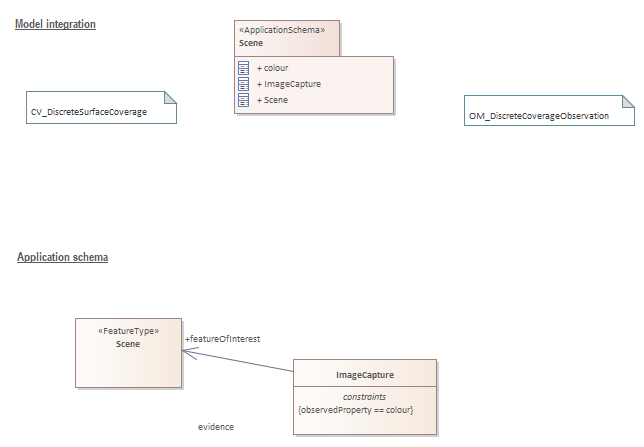 Model integration
«ApplicationSchema»
Scene
+ colour
+ ImageCapture
+ Scene
CV_DiscreteSurfaceCoverage
OM_DiscreteCoverageObservation
Application schema
«FeatureType»
Scene
+featureOfInterest
ImageCapture
constraints
{observedProperty == colour}
evidence